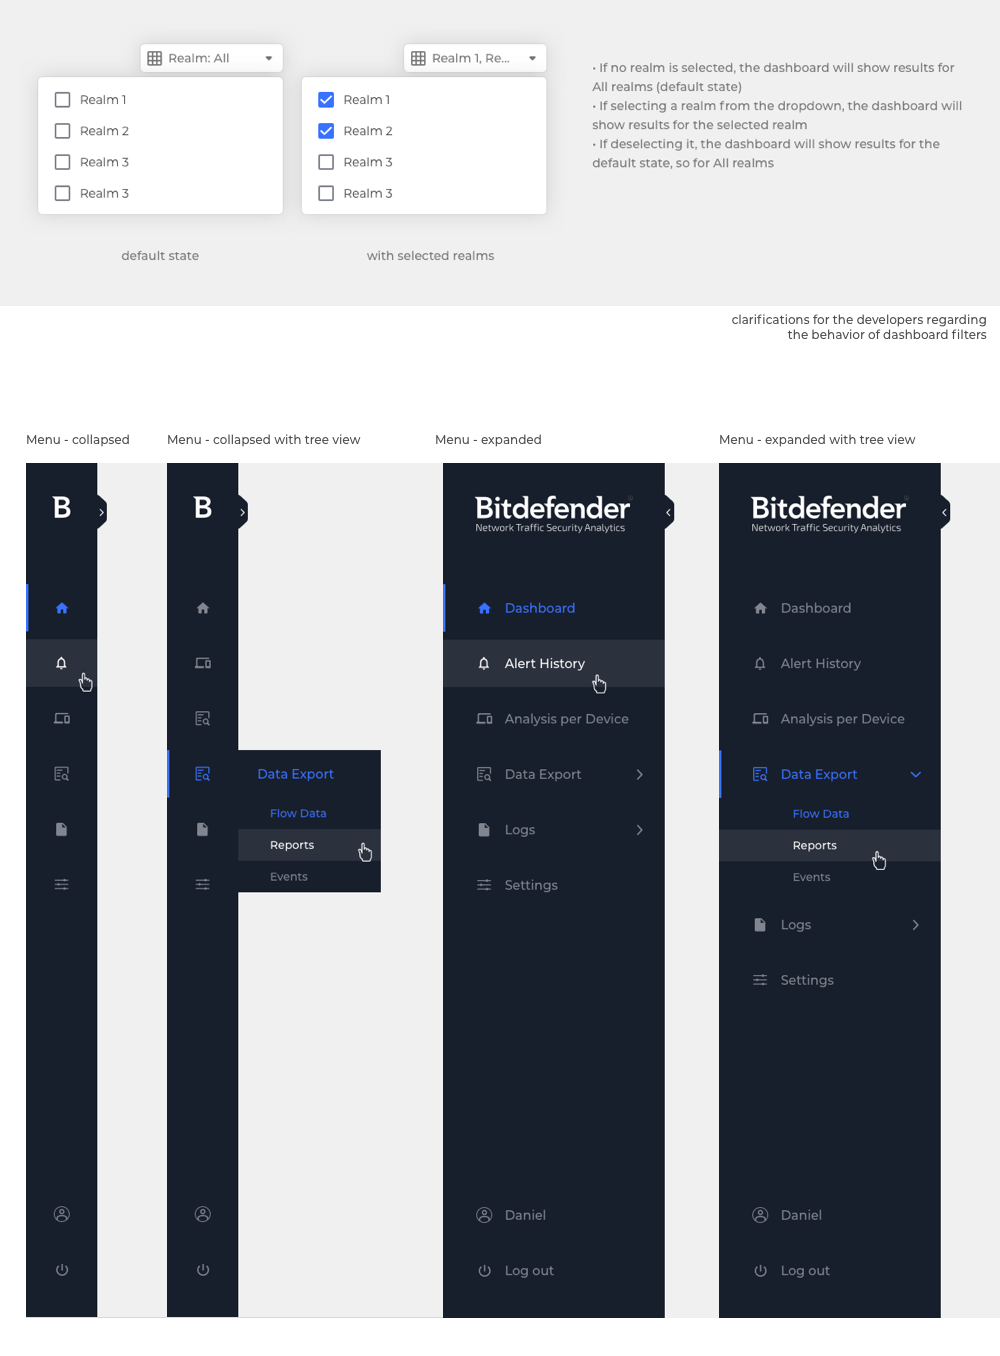 Realm: All
Realm 1
Realm 2
Realm 3
Realm 3
default state
Realm 1, Re...
Realm 1
Realm 2
Realm 3
Realm 3
with selected realms
• If no realm is selected, the dashboard will show results for
All realms (default state)
• If selecting a realm from the dropdown, the dashboard will
show results for the selected realm
• If deselecting it, the dashboard will show results for the
default state, so for All realms
clarifications for the developers regarding
the behavior of dashboard filters
Menu - collapsed
B
Menu - collapsed with tree view
B
Data Export
Flow Data
Reports
Events
Menu - expanded
Bitdefender®
Network Traffic Security Analytics
Dashboard
Alert History
Analysis per Device
Data Export
Logs
Settings
Daniel
Log out
Menu - expanded with tree view
Bitdefender®
Network Traffic Security Analytics
Dashboard
Alert History
Analysis per Device
Data Export
Flow Data
Reports
Events
Logs
Settings
Daniel
Log out